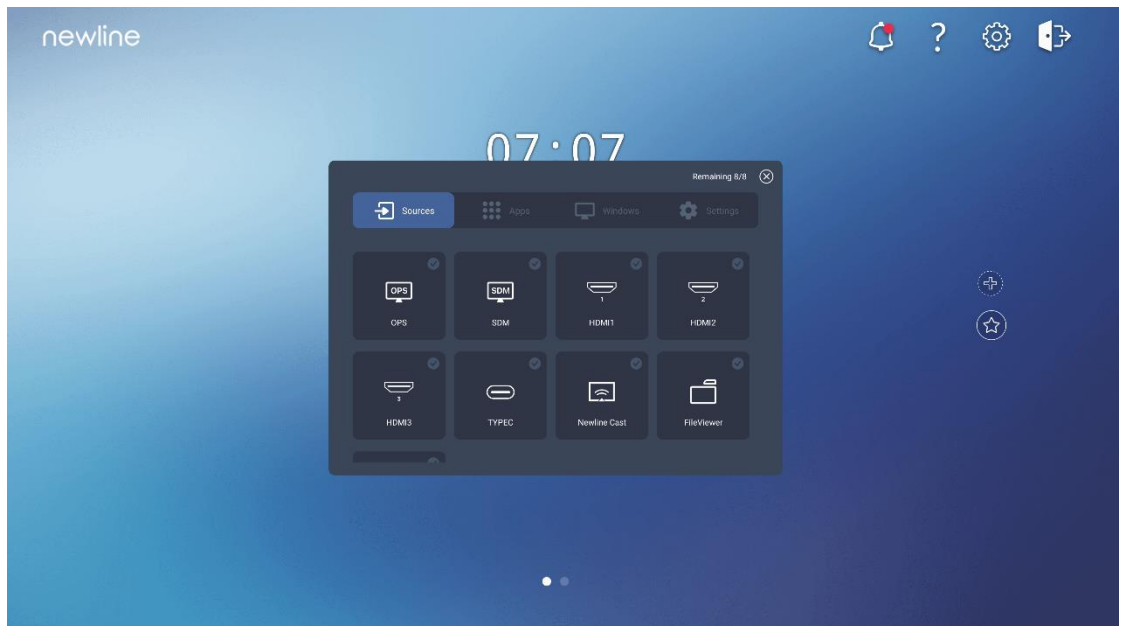 newline
?
07:07
Remaining 8/8
Sources Apps Windows Settings
OPS SDM 1 2
OPS SDM HDMI1 HDMI2
3
HDMI3 TYPEC Newline Cast FileViewer